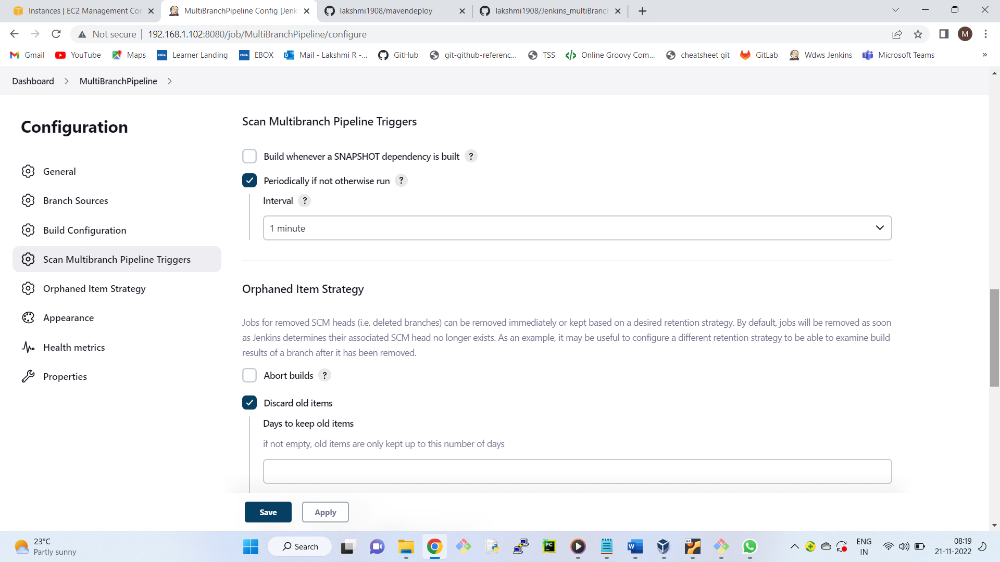 Instances | EC2 Management Con
MultiBranchPipeline Config [Jenk
lakshmi1908/mavendeploy
lakshmi1908/Jenkins_multiBranch
Not secure
192.168.1.102:8080/job/MultiBranchPipeline/configure
M
Gmail
YouTube
Maps
HCL
Learner Landing
HCL
EBOX
Mail - Lakshmi R -...
GitHub
git-github-referenc...
TSS
Online Groovy Com...
cheatsheet git
GitLab
Wdws Jenkins
Microsoft Teams
»
Dashboard
MultiBranchPipeline
Configuration
General
Branch Sources
Build Configuration
Scan Multibranch Pipeline Triggers
Orphaned Item Strategy
Appearance
Health metrics
Properties
Scan Multibranch Pipeline Triggers
Build whenever a SNAPSHOT dependency is built ?
Periodically if not otherwise run ?
Interval ?
1 minute
Orphaned Item Strategy
Jobs for removed SCM heads (i.e. deleted branches) can be removed immediately or kept based on a desired retention strategy. By default, jobs will be removed as soon
as Jenkins determines their associated SCM head no longer exists. As an example, it may be useful to configure a different retention strategy to be able to examine build
results of a branch after it has been removed.
Abort builds ?
Discard old items
Days to keep old items
if not empty, old items are only kept up to this number of days
Save
Apply
23°C
Partly sunny
Search
PC
W
64
ENG
IN
08:19
21-11-2022